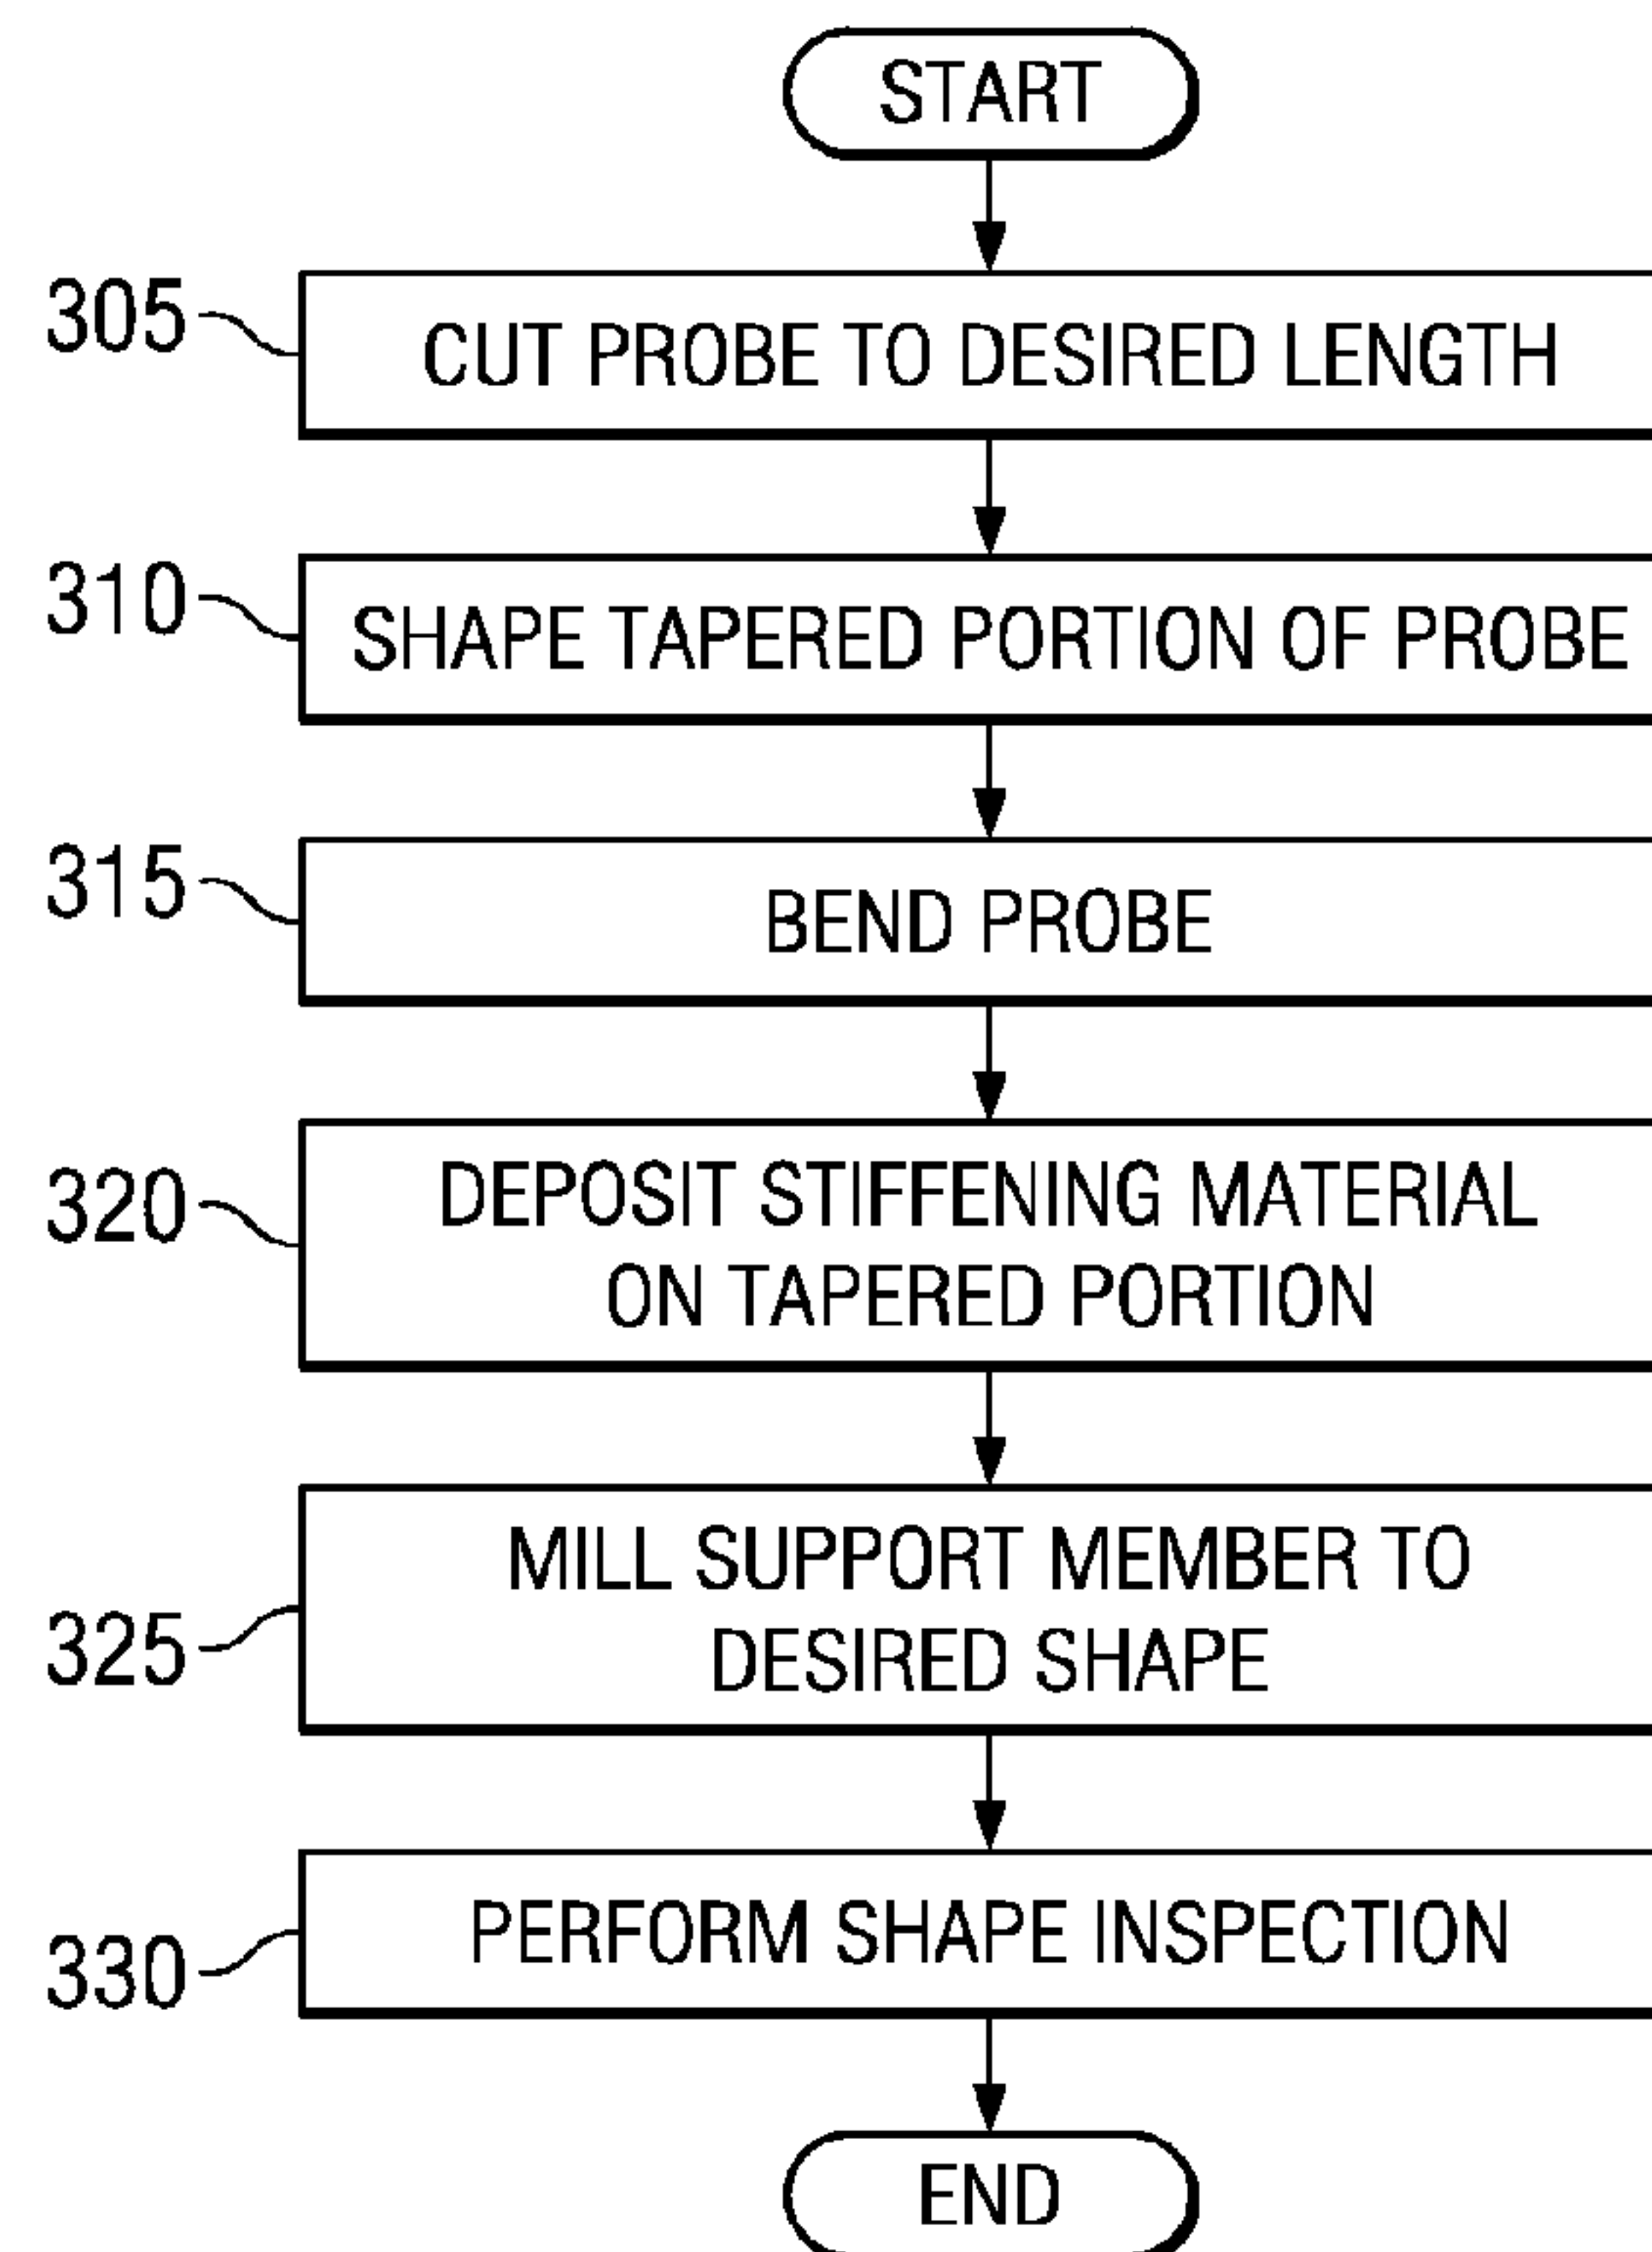 START
305
CUT PROBE TO DESIRED LENGTH
310
SHAPE TAPERED PORTION OF PROBE
315
BEND PROBE
320
DEPOSIT STIFFENING MATERIAL
ON TAPERED PORTION
325
MILL SUPPORT MEMBER TO
DESIRED SHAPE
330
PERFORM SHAPE INSPECTION
END